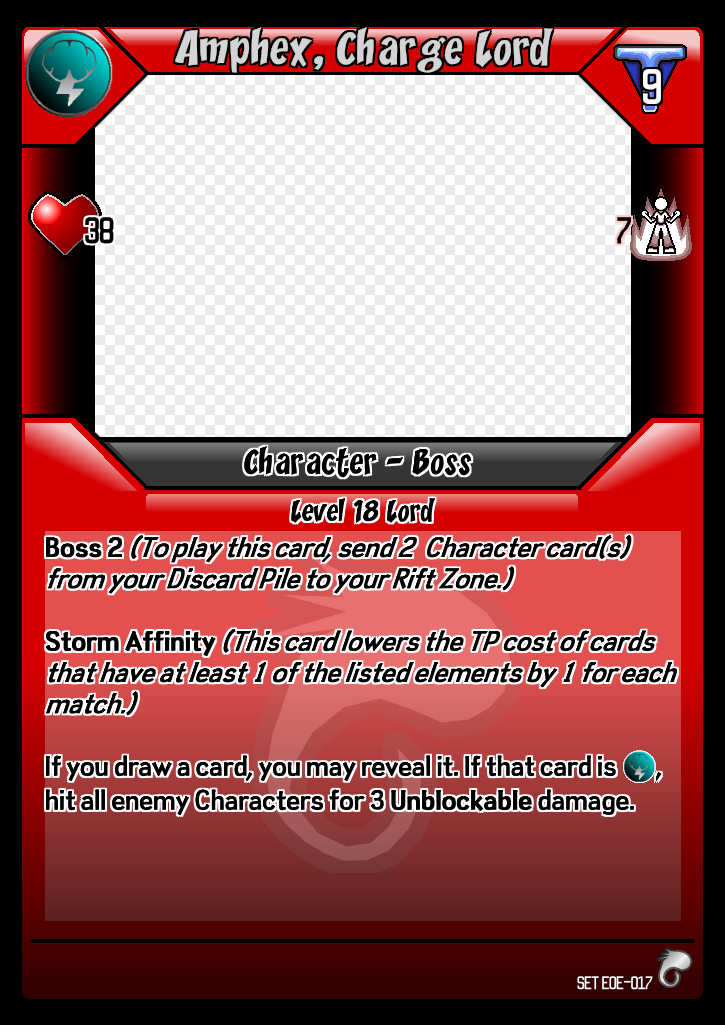 Amphex, Charge Lord
9
38
7
Character - Boss
Level 18 Lord
Boss 2 (To play this card, send 2 Character card(s)
from your Discard Pile to your Rift Zone.)
Storm Affinity (This card lowers the TP cost of cards
that have at least 1 of the listed elements by 1 for each
match.)
If you draw a card, you may reveal it. If that card is ,
hit all enemy Characters for 3 Unblockable damage.
SET EOE-017